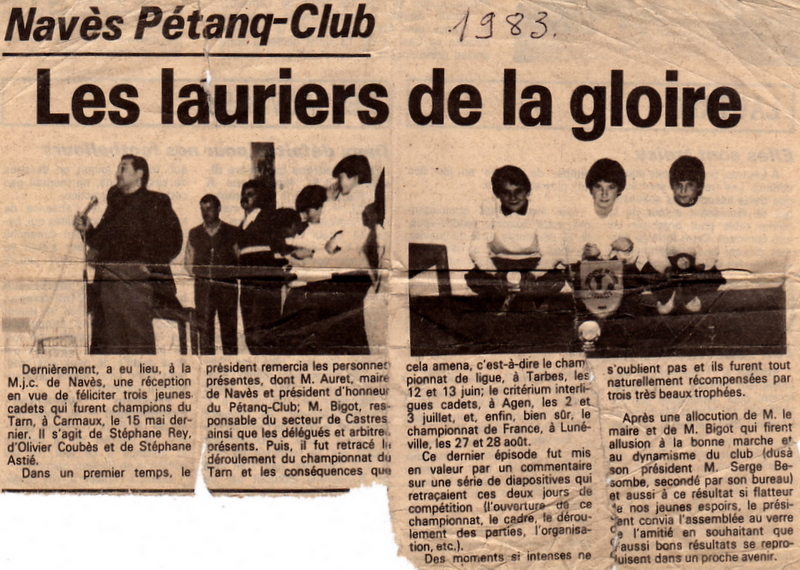 Navès Pétanq-Club
1983.
Les lauriers de la gloire
Dernièrement, a eu lieu, à la
M.j.c. de Navès, une réception
en vue de féliciter trois jeunes
cadets qui furent champions du
Tarn, à Carmaux, le 15 mai der-
nier. Il s'agit de Stéphane Rey,
d'Olivier Coubès et de Stéphane
Astié.
Dans un premier temps, le
président remercia les personnes
présentes, dont M. Auret, maire
de Navès et président d'honneur
du Pétanq-Club; M. Bigot, res-
ponsable du secteur de Castres
ainsi que les délégués et arbitres
présents. Puis, il fut retracé le
déroulement du championnat du
Tarn et les conséquences que
cela amena, c'est-à-dire le cham-
pionnat de ligue, à Tarbes, les
12 et 13 juin; le critérium interli-
gues cadets, à Agen, les 2 et
3 juillet, et, enfin, bien sûr, le
championnat de France, à Luné-
ville, les 27 et 28 août.
Ce dernier épisode fut mis
en valeur par un commentaire
sur une série de diapositives qui
retraçaient ces deux jours de
compétition (l'ouverture de ce
championnat, le cadre, le dérou-
lement des parties, l'organisa-
tion, etc.).
Des moments si intenses ne
s'oublient pas et ils furent tout
naturellement récompensés par
trois très beaux trophées.
Après une allocution de M. le
maire et de M. Bigot qui firent
allusion à la bonne marche et
au dynamisme du club (dusà
son président M. Serge Be-
sombe, secondé par son bureau)
et aussi à ce résultat si flatteur
de nos jeunes espoirs, le prési-
ent convia l'assemblée au verre
e l'amitié en souhaitant que
'aussi bons résultats se repro-
uisent dans un proche avenir.